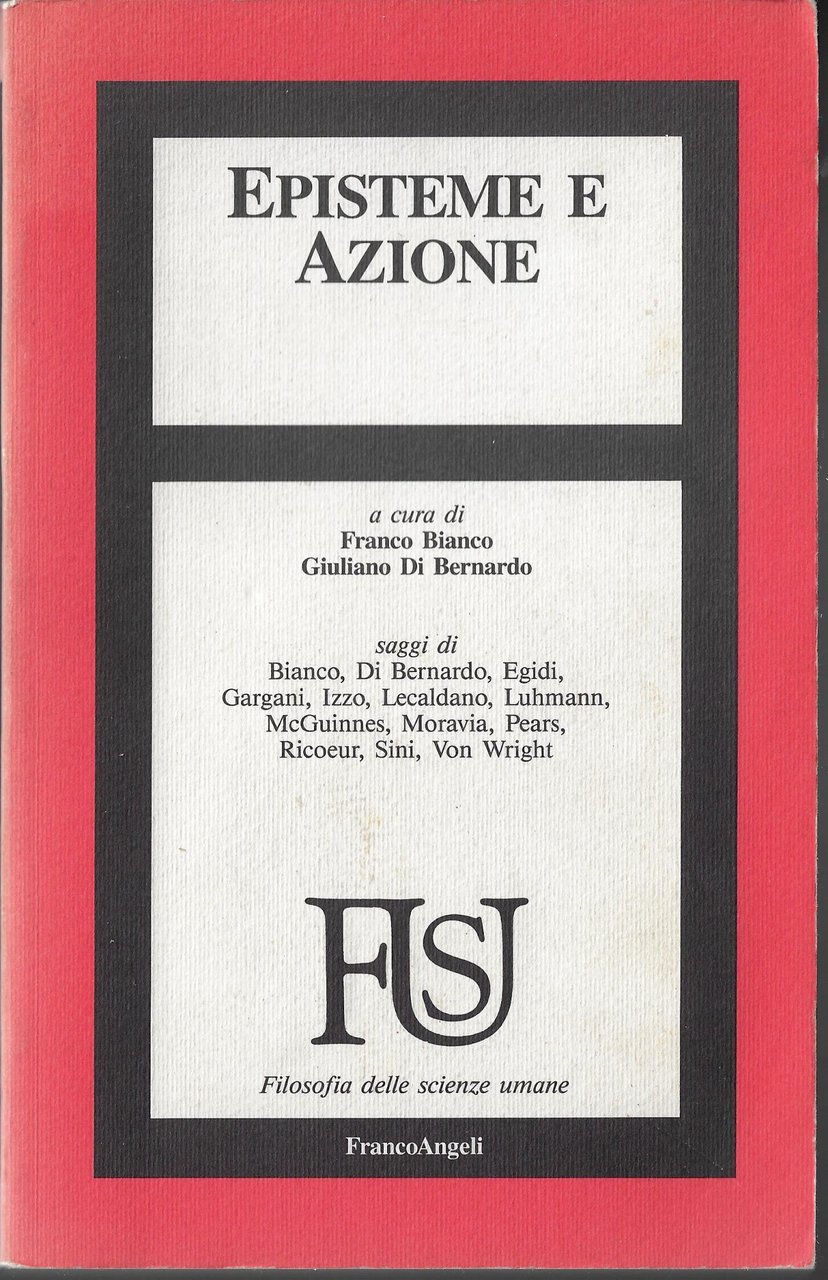 EPISTEME E
AZIONE
a cura di
Franco Bianco
Giuliano Di Bernardo
saggi di
Bianco, Di Bernardo, Egidi,
Gargani, Izzo, Lecaldano, Luhmann,
McGuinnes, Moravia, Pears,
Ricoeur, Sini, Von Wright
FSU
Filosofia delle scienze umane
FrancoAngeli